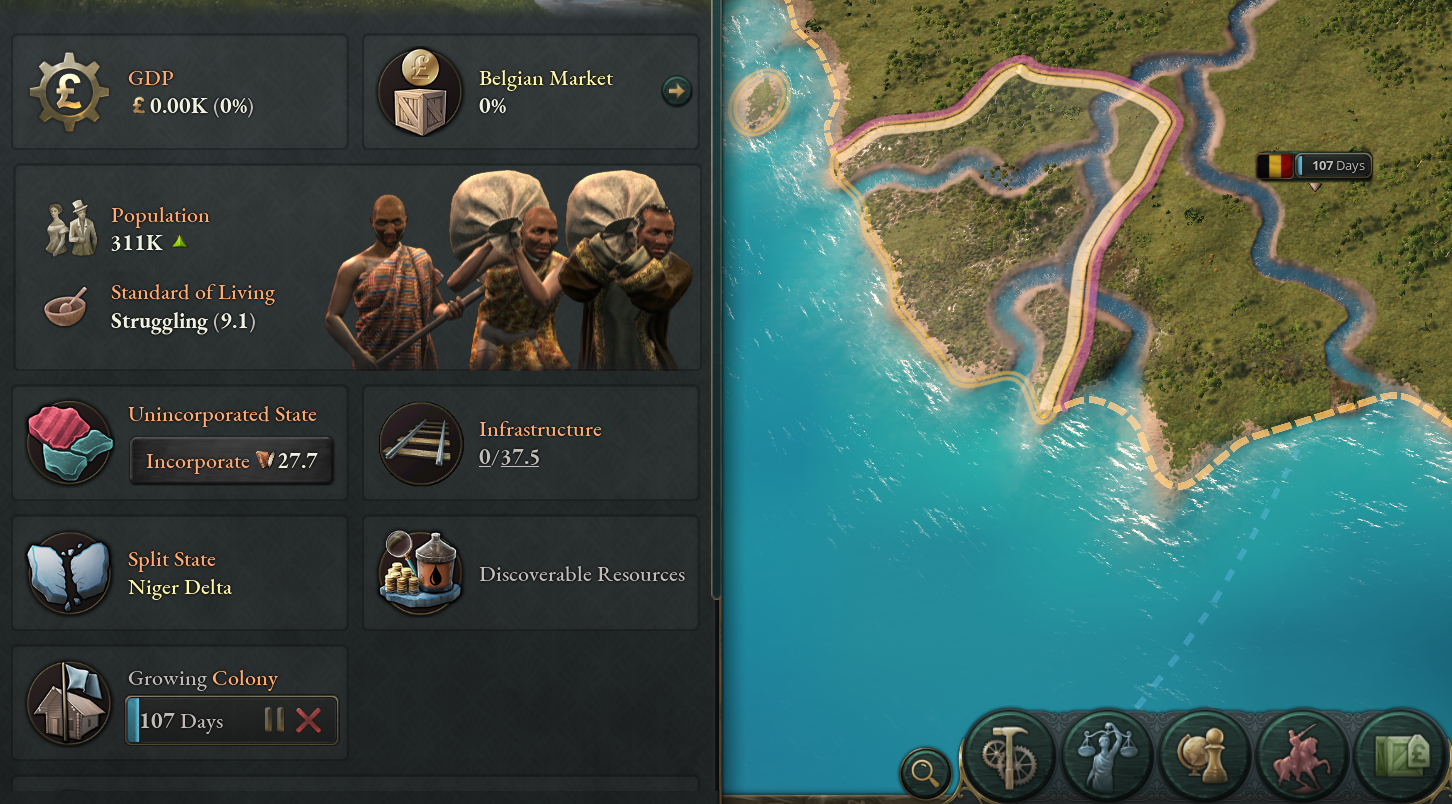 GDP
£ 0.00K (0%)
Belgian Market
0%
Population
311K
Standard of Living
Struggling (9.1)
Unincorporated State
Incorporate 27.7
Infrastructure
0/37.5
Split State
Niger Delta
Discoverable Resources
Growing Colony
107 Days
107 Days